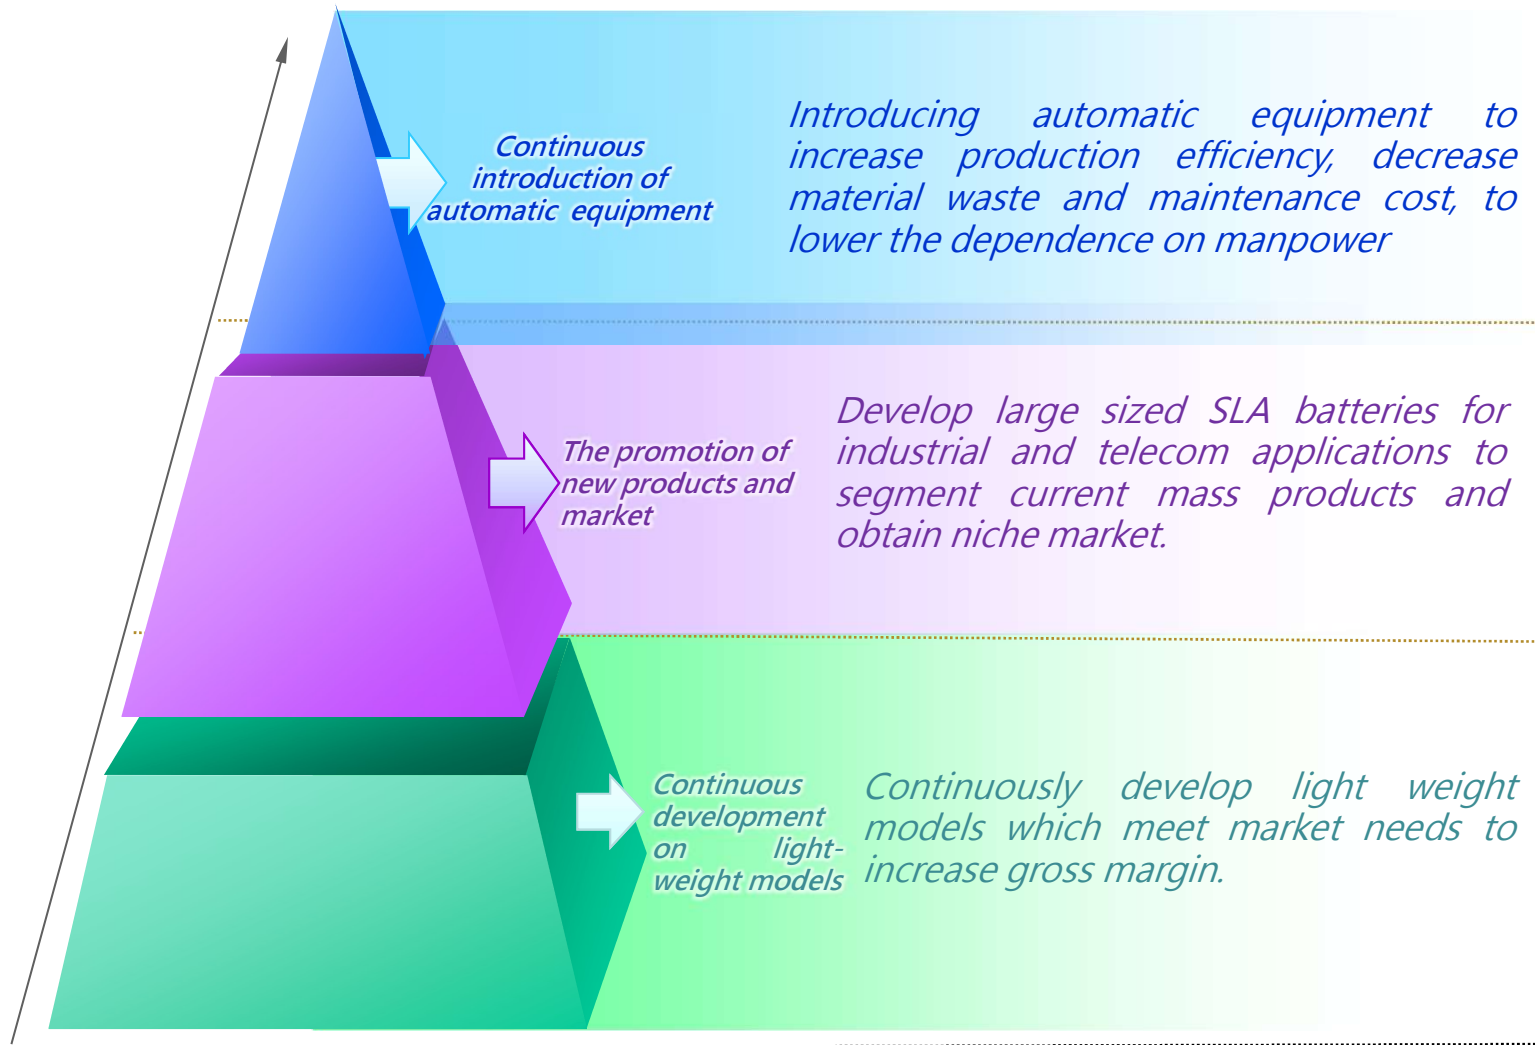 Continuous
introduction of
automatic equipment
Introducing automatic equipment to
increase production efficiency, decrease
material waste and maintenance cost, to
lower the dependence on manpower
The promotion of
new products and
market
Develop large sized SLA batteries for
industrial and telecom applications to
segment current mass products and
obtain niche market.
Continuous
development
on light-
weight models
Continuously develop light weight
models which meet market needs to
increase gross margin.